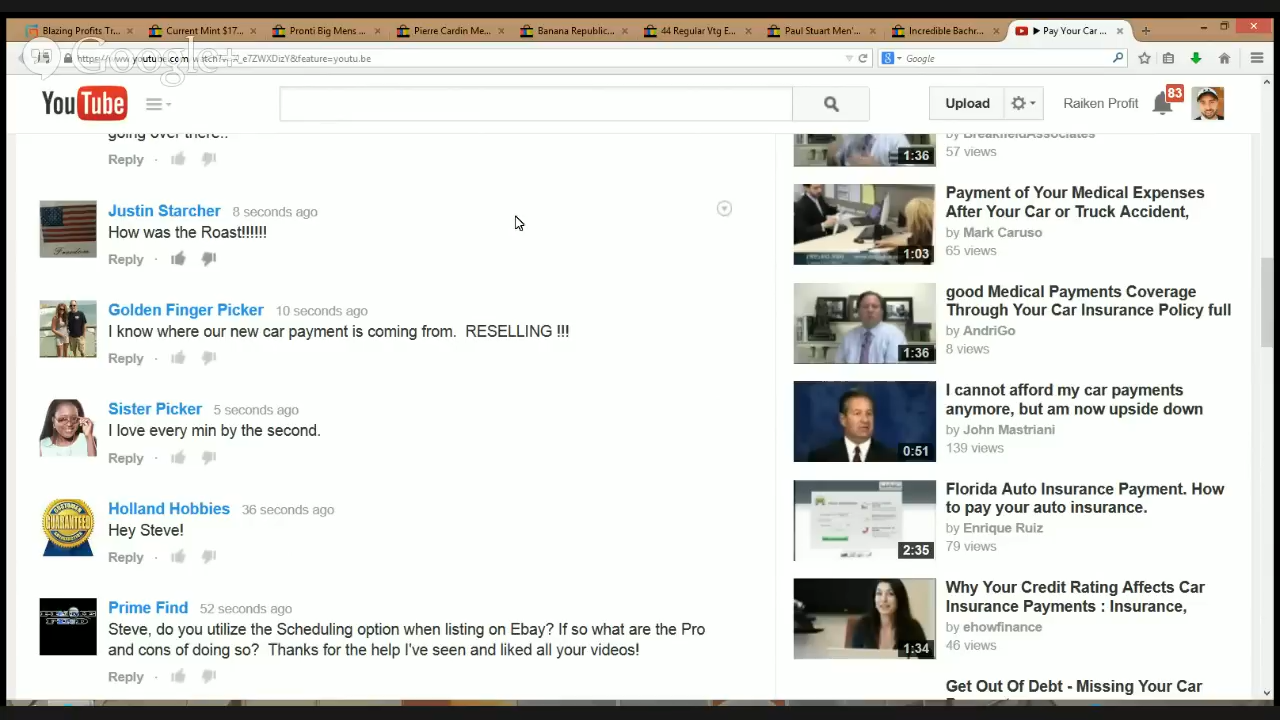 Blazing Profits Tr...
Current Mint $17...
Pronti Big Mens ...
Pierre Cardin Me...
Banana Republic...
44 Regular Vtg E...
Paul Stuart Men'...
Incredible Bachr...
▶ Pay Your Car ...
Google+
youtube.com
_e7ZWXDizY&feature=youtu.be
Google
YouTube
Upload
Raiken Profit
83
going over there..
Reply
Justin Starcher 8 seconds ago
How was the Roast!!!!!!
Reply
Golden Finger Picker 10 seconds ago
I know where our new car payment is coming from. RESELLING !!!
Reply
Sister Picker 5 seconds ago
I love every min by the second.
Reply
Holland Hobbies 36 seconds ago
Hey Steve!
Reply
Prime Find 52 seconds ago
Steve, do you utilize the Scheduling option when listing on Ebay? If so what are the Pro
and cons of doing so? Thanks for the help I've seen and liked all your videos!
Reply
by BreakfieldAssociates
57 views
1:36
Payment of Your Medical Expenses
After Your Car or Truck Accident,
by Mark Caruso
65 views
1:03
good Medical Payments Coverage
Through Your Car Insurance Policy full
by AndriGo
8 views
1:36
I cannot afford my car payments
anymore, but am now upside down
by John Mastriani
139 views
0:51
Florida Auto Insurance Payment. How
to pay your auto insurance.
by Enrique Ruiz
79 views
2:35
Why Your Credit Rating Affects Car
Insurance Payments : Insurance,
by ehowfinance
46 views
1:34
Get Out Of Debt - Missing Your Car